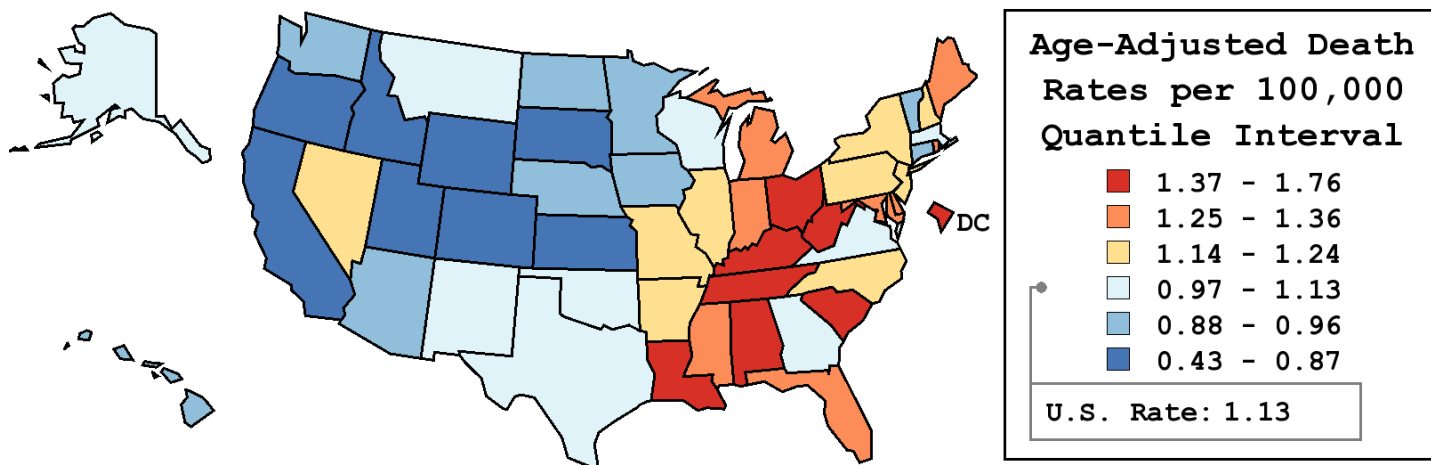 Age-Adjusted Death
Rates per 100,000
Quantile Interval
1.37 - 1.76
1.25 - 1.36
1.14 - 1.24
0.97 - 1.13
0.88 - 0.96
0.43 - 0.87
U.S. Rate: 1.13
DC